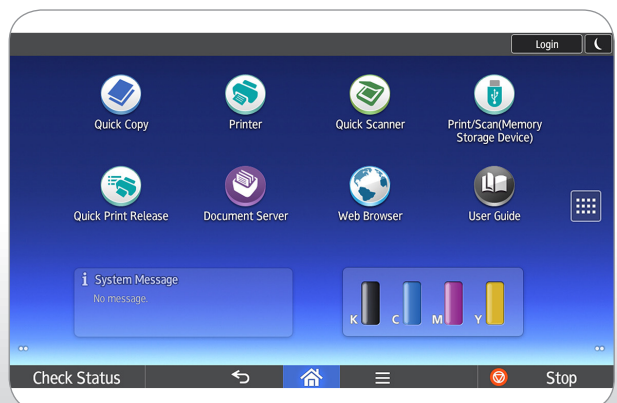 Login
Quick Copy
Printer
Quick Scanner
Print/Scan(Memory
Storage Device)
Quick Print Release
Document Server
Web Browser
User Guide
i System Message
No message.
K C M Y
Check Status
Stop